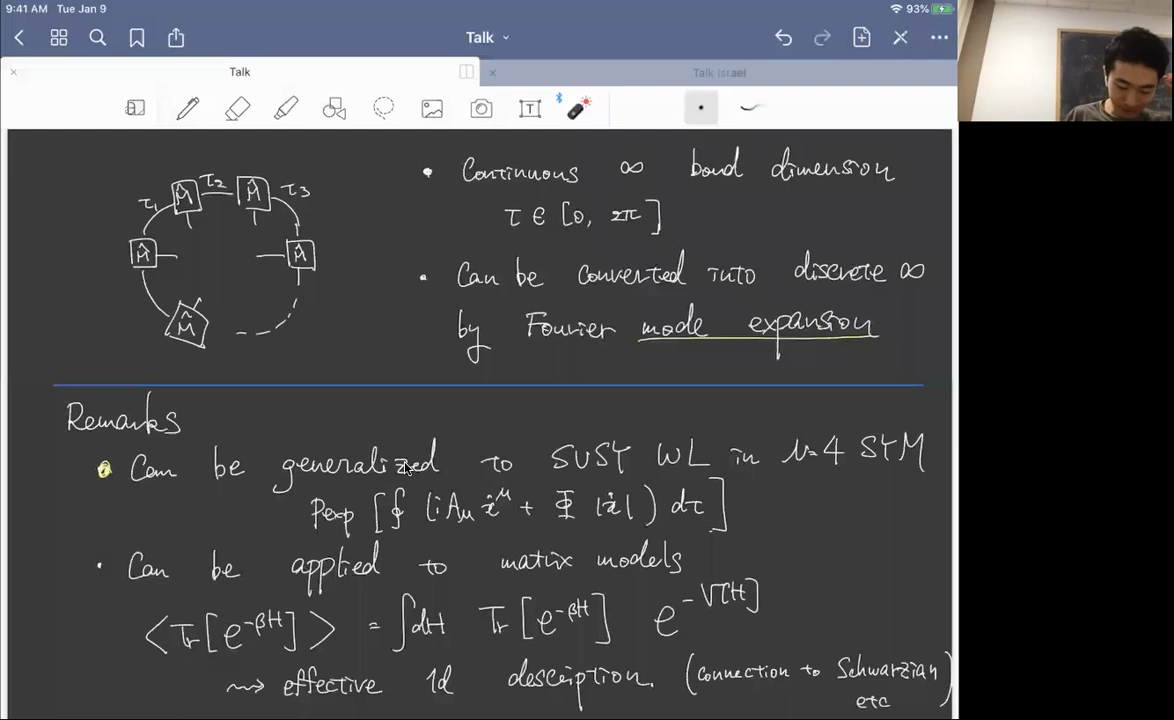 9:41 AM Tue Jan 9
93%
Talk
Talk
Talk Israel
T
M̂ M̂ M̂ M̂ M̂
τ₁ τ₂ τ₃
• Continuous ∞ bond dimension
τ ∈ [0, 2π]
• Can be converted into discrete ∞
by Fourier mode expansion
Remarks
• Can be generalized to SUSY WL in N=4 SYM
Pexp [∮ (iAμ ẋ^μ + Φ |ẋ|) dτ]
• Can be applied to matrix models
<Tr[e^{-βH}]> = ∫dH Tr[e^{-βH}] e^{-V[H]}
⇝ effective 1d description. (connection to Schwarzian
etc)